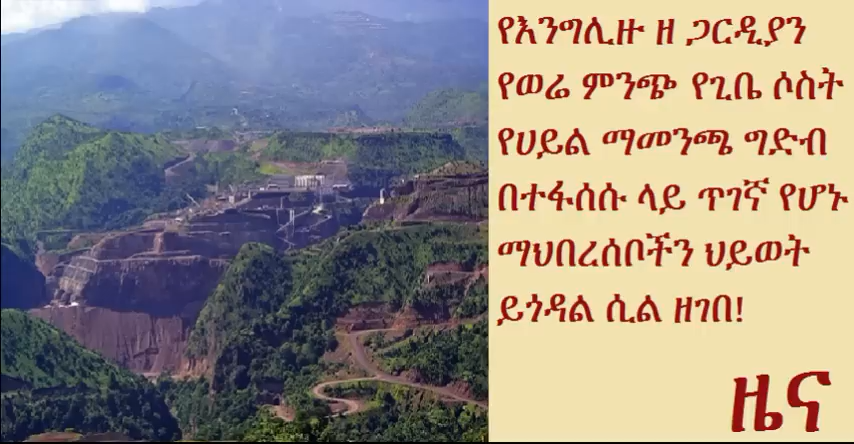 የእንግሊዙ ዘ ጋርዲያን
የወሬ ምንጭ የጊቤ ሶስት
የሀይል ማመንጫ ግድብ
በተፋሰሱ ላይ ጥገኛ የሆኑ
ማህበረሰቦችን ህይወት
ይጎዳል ሲል ዘገበ!
ዜና